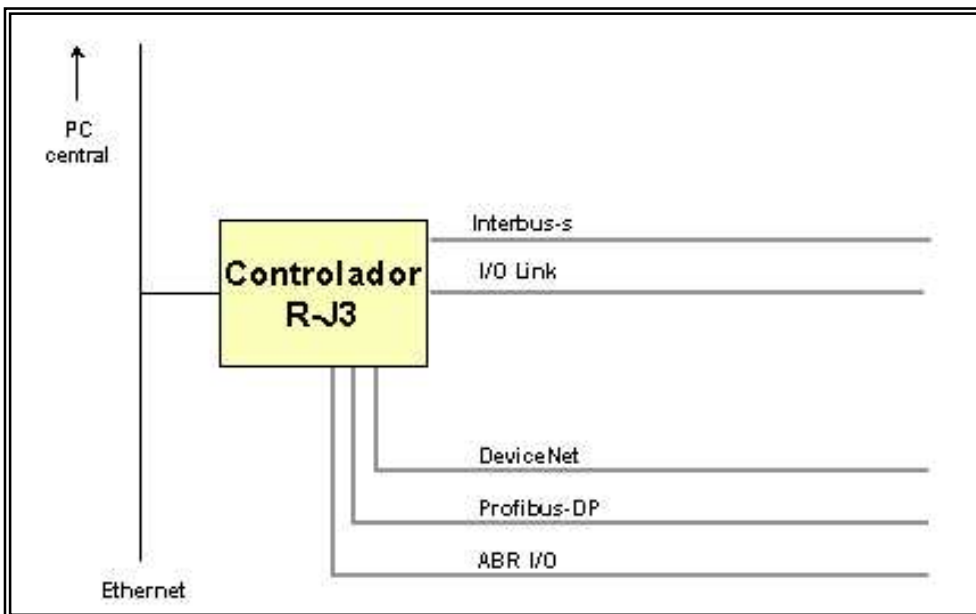 PC
central
Interbus-s
I/O Link
Controlador
R-J3
DeviceNet
Profibus-DP
ABR I/O
Ethernet